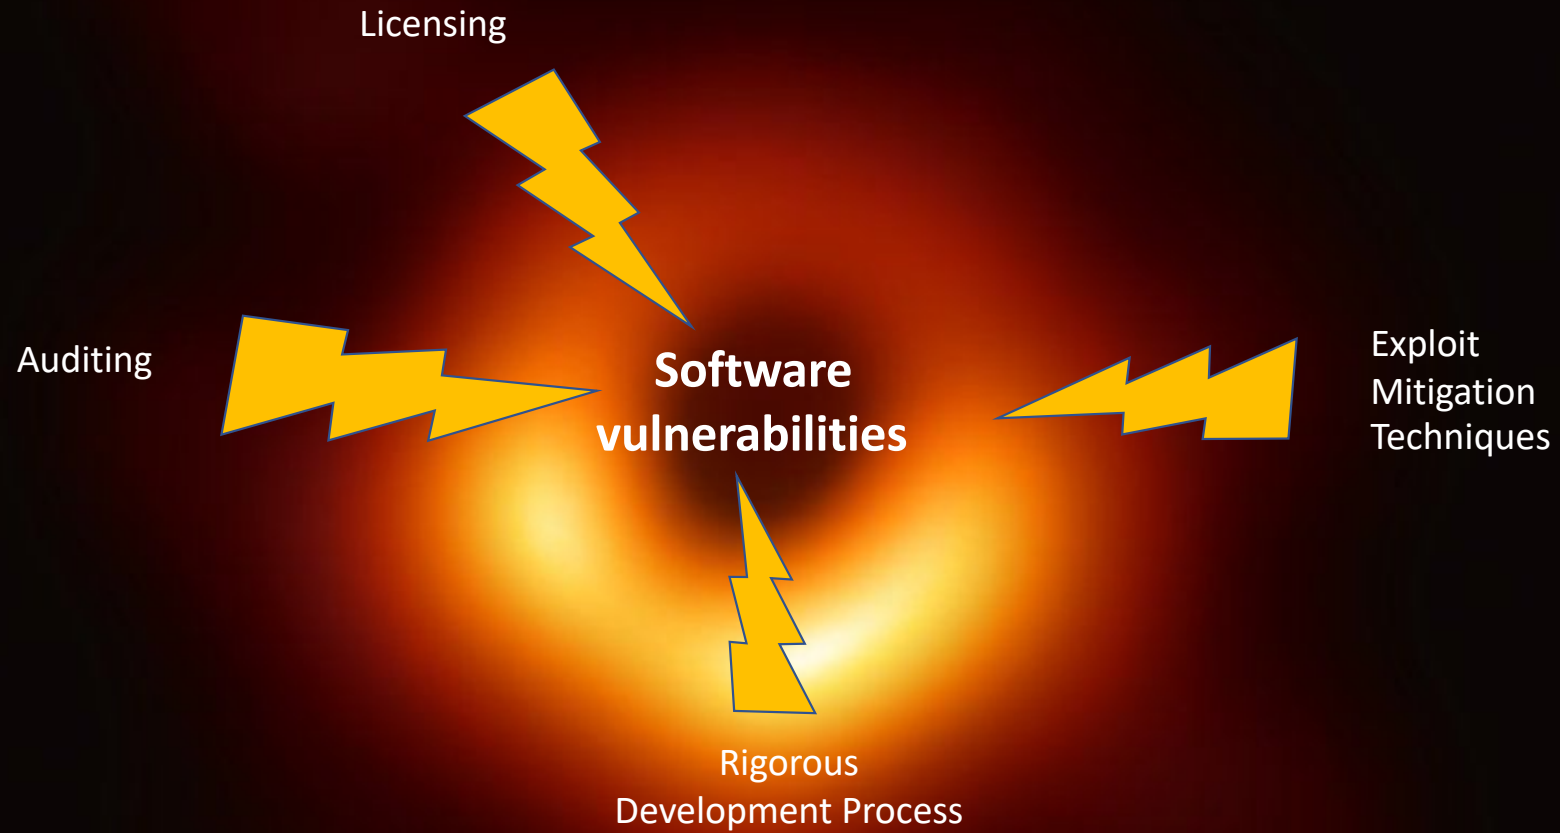 Licensing
Auditing
Software
vulnerabilities
Exploit
Mitigation
Techniques
Rigorous
Development Process